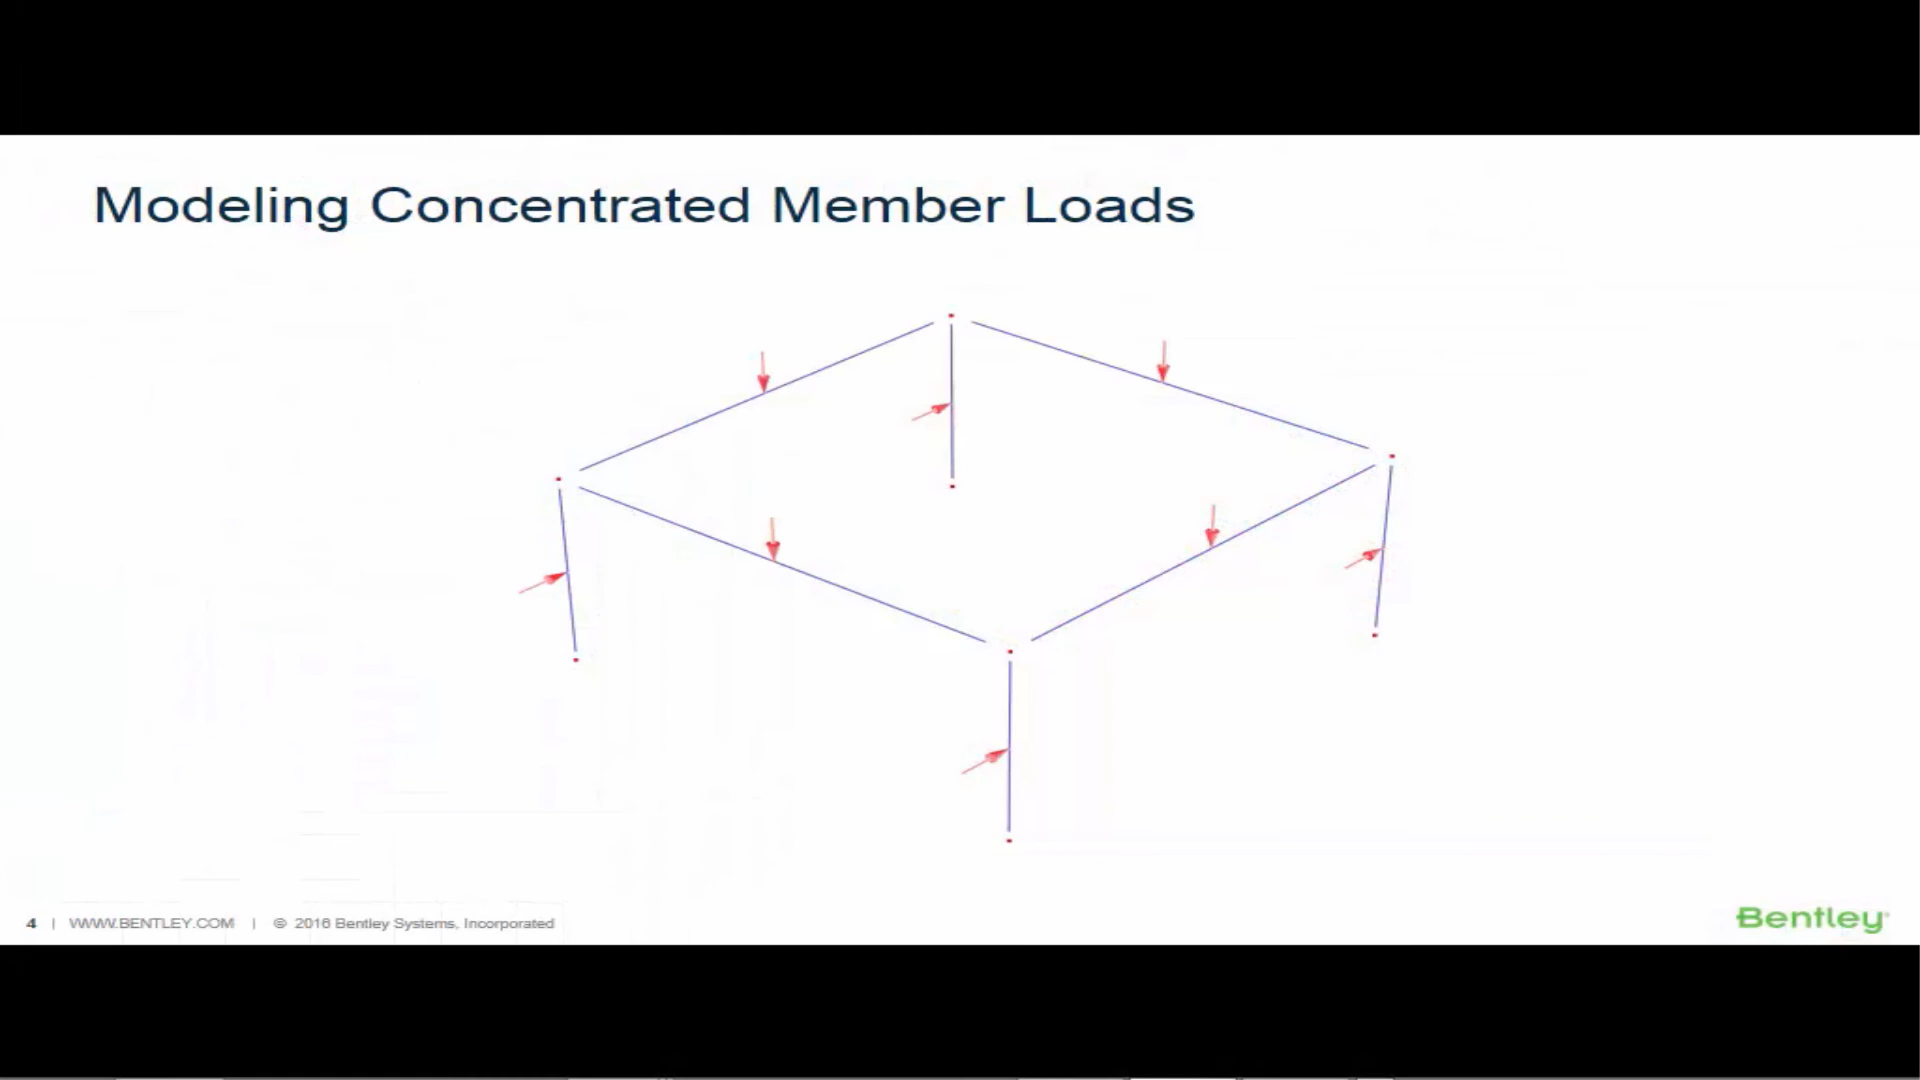 Modeling Concentrated Member Loads
4 | WWW.BENTLEY.COM | © 2016 Bentley Systems, Incorporated
Bentley